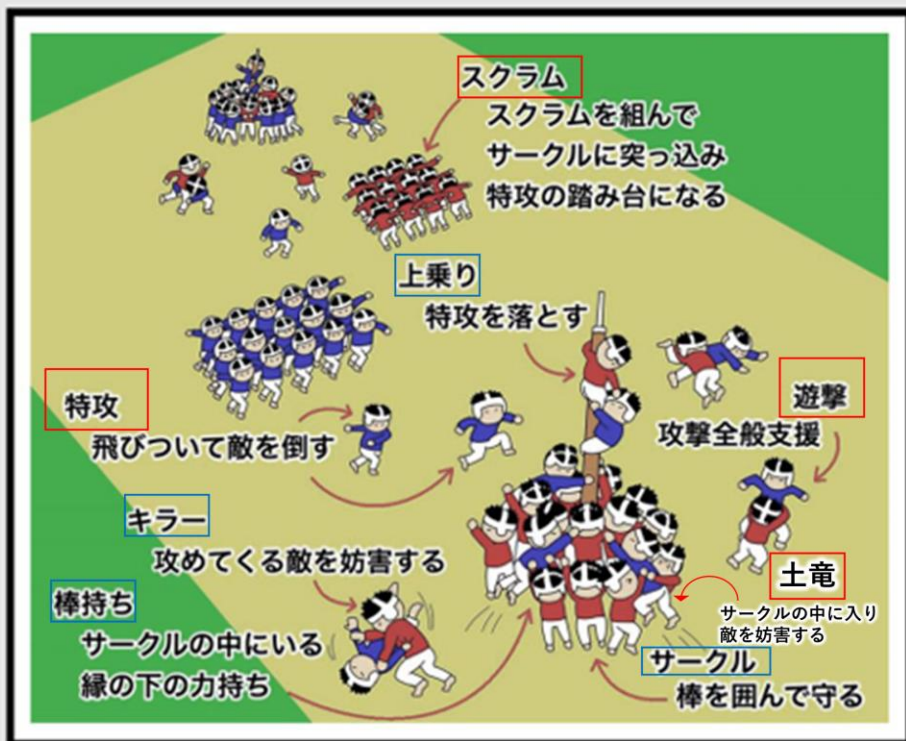 スクラム
スクラムを組んで
サークルに突っ込み
特攻の踏み台になる
上乗り
特攻を落とす
特攻
飛びついて敵を倒す
遊撃
攻撃全般支援
キラー
攻めてくる敵を妨害する
土竜
サークルの中に入り
敵を妨害する
棒持ち
サークルの中にいる
縁の下の力持ち
サークル
棒を囲んで守る